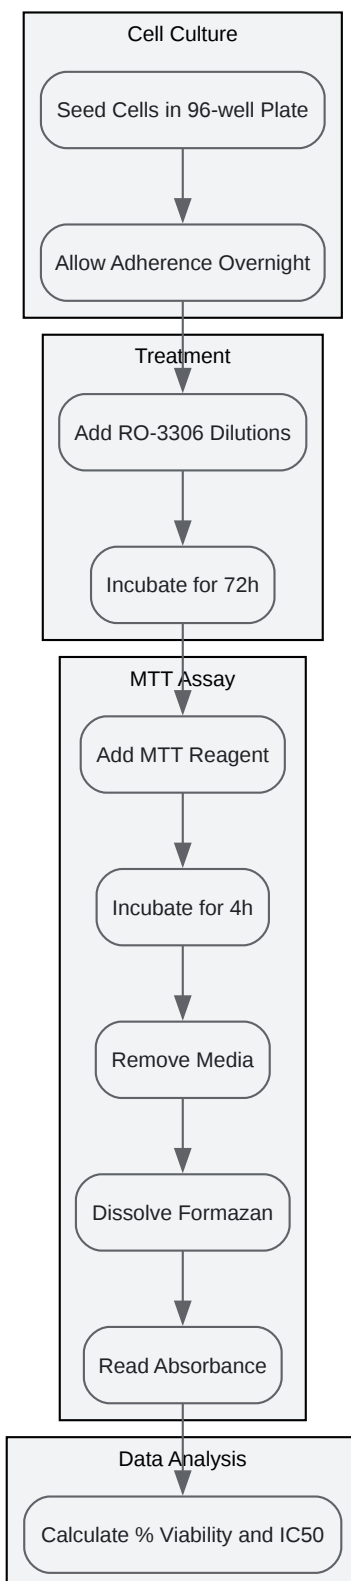 Cell Culture
Seed Cells in 96-well Plate
Allow Adherence Overnight
Treatment
Add RO-3306 Dilutions
Incubate for 72h
MTT Assay
Add MTT Reagent
Incubate for 4h
Remove Media
Dissolve Formazan
Read Absorbance
Data Analysis
Calculate % Viability and IC50